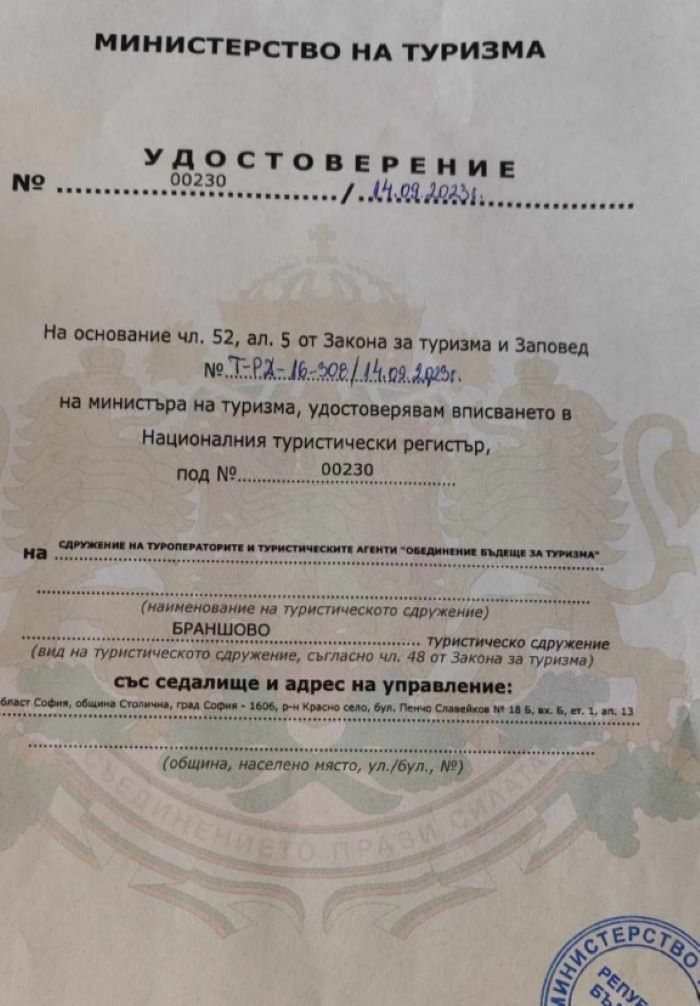 МИНИСТЕРСТВО НА ТУРИЗМА
УДОСТОВЕРЕНИЕ
№ 00230 / 14.09.2023г.
На основание чл. 52, ал. 5 от Закона за туризма и Заповед
№ Т-РД-16-308/14.09.2023г.
на министъра на туризма, удостоверявам вписването в
Националния туристически регистър,
под № 00230
на СДРУЖЕНИЕ НА ТУРОПЕРАТОРИТЕ И ТУРИСТИЧЕСКИТЕ АГЕНТИ "ОБЕДИНЕНИЕ БЪДЕЩЕ ЗА ТУРИЗМА"
(наименование на туристическото сдружение)
БРАНШОВО туристическо сдружение
(вид на туристическото сдружение, съгласно чл. 48 от Закона за туризма)
със седалище и адрес на управление:
бласт София, община Столична, град София - 1606, р-н Красно село, бул. Пенчо Славейков № 18 Б, вх. Б, ет. 1, ап. 13
(община, населено място, ул./бул., №)
СЪЕДИНЕНИЕТО ПРАВИ СИЛАТА
МИНИСТЕРСТВО
РЕПУ
БЪ